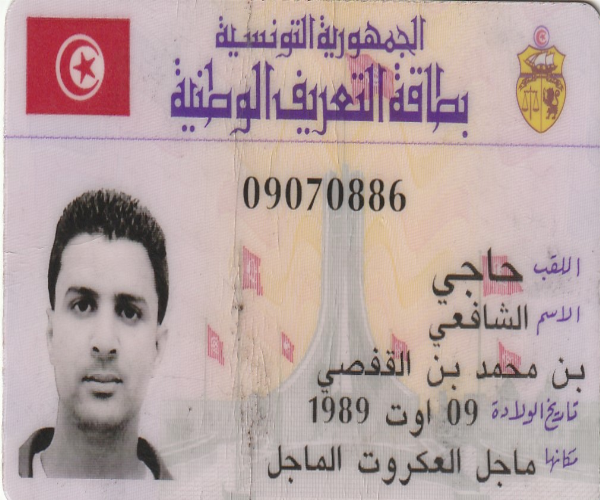 الجمهورية التونسية
بطاقة التعريف الوطنية
09070886
اللقب حاجي
الاسم الشافعي
بن محمد بن القفصي
تاريخ الولادة 09 اوت 1989
مكانها ماجل العكروت الماجل